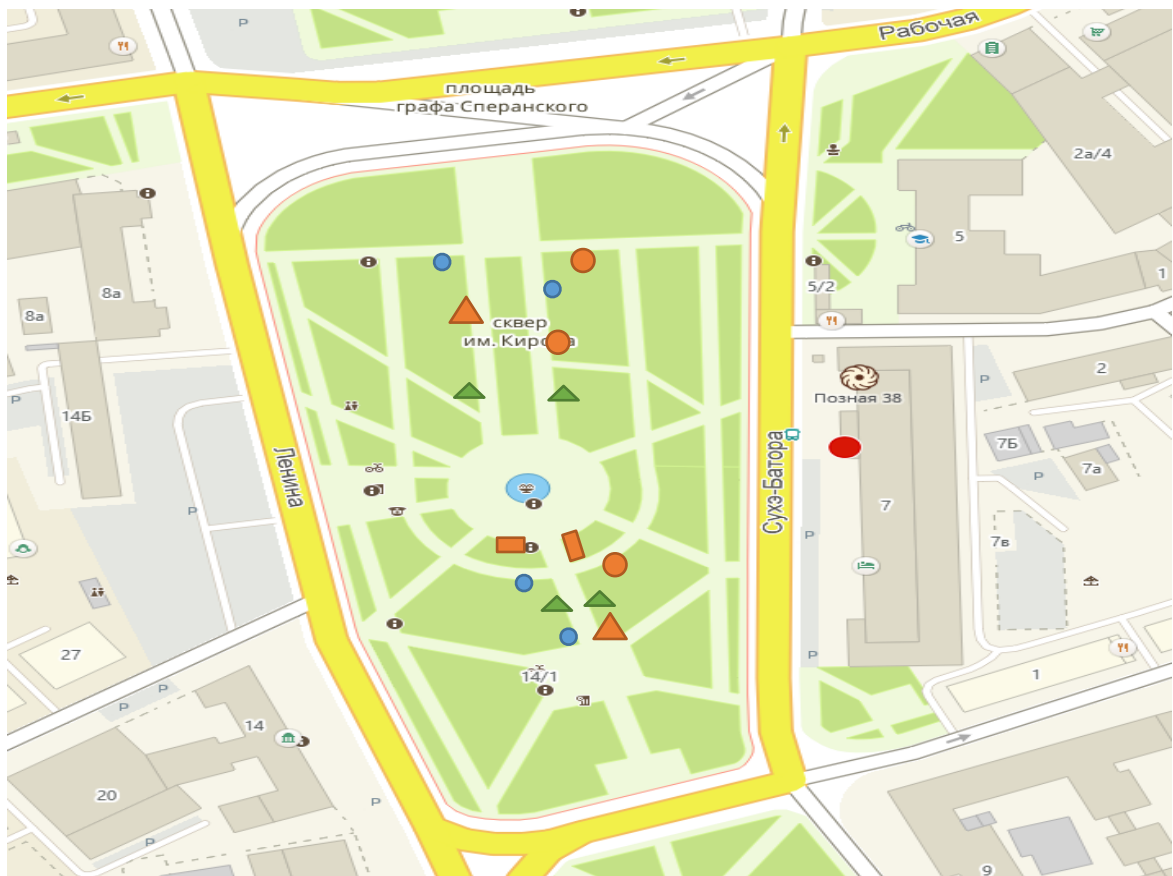 P
Рабочая
площадь
графа Сперанского
2а/4
5
8а
8а
5/2
1
сквер
им. Кирова
P
P
2
Позная 38
14Б
P
7Б
7а
Ленина
Сухэ-Батора
P
7
P
P
7в
27
P
1
14/1
P
P
14
20
P
P
9